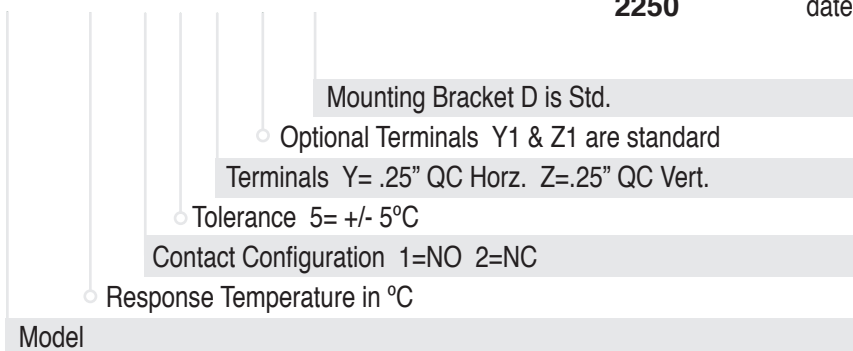 2250 date
Mounting Bracket D is Std.
Optional Terminals Y1 & Z1 are standard
Terminals Y= .25” QC Horz. Z=.25” QC Vert.
Tolerance 5= +/- 5ºC
Contact Configuration 1=NO 2=NC
Response Temperature in ºC
Model